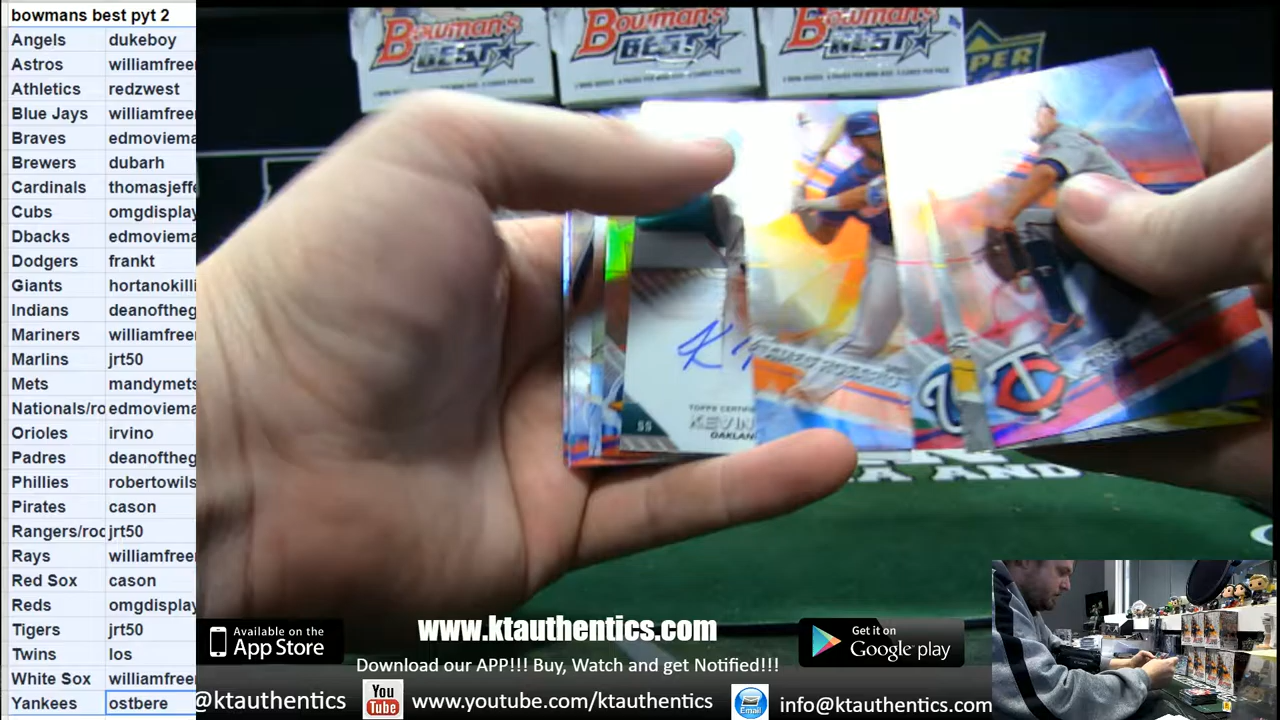 bowmans best pyt 2
Angels dukeboy
Astros williamfree
Athletics redzwest
Blue Jays williamfree
Braves edmoviema
Brewers dubarh
Cardinals thomasjeffe
Cubs omgdisplay
Dbacks edmoviema
Dodgers frankt
Giants hortanokilli
Indians deanoftheg
Mariners williamfree
Marlins jrt50
Mets mandymets
Nationals/ro edmoviema
Orioles irvino
Padres deanoftheg
Phillies robertowils
Pirates cason
Rangers/roc jrt50
Rays williamfree
Red Sox cason
Reds omgdisplay
Tigers jrt50
Twins los
White Sox williamfree
Yankees ostbere
Bowman's BEST
Bowman's BEST
Bowman's BEST
PER
TOPPS CERTIFI
SS KEVIN
OAKLAN
www.ktauthentics.com
Available on the App Store
Get it on Google play
Download our APP!!! Buy, Watch and get Notified!!!
@ktauthentics
You Tube
www.youtube.com/ktauthentics
Email
info@ktauthentics.com